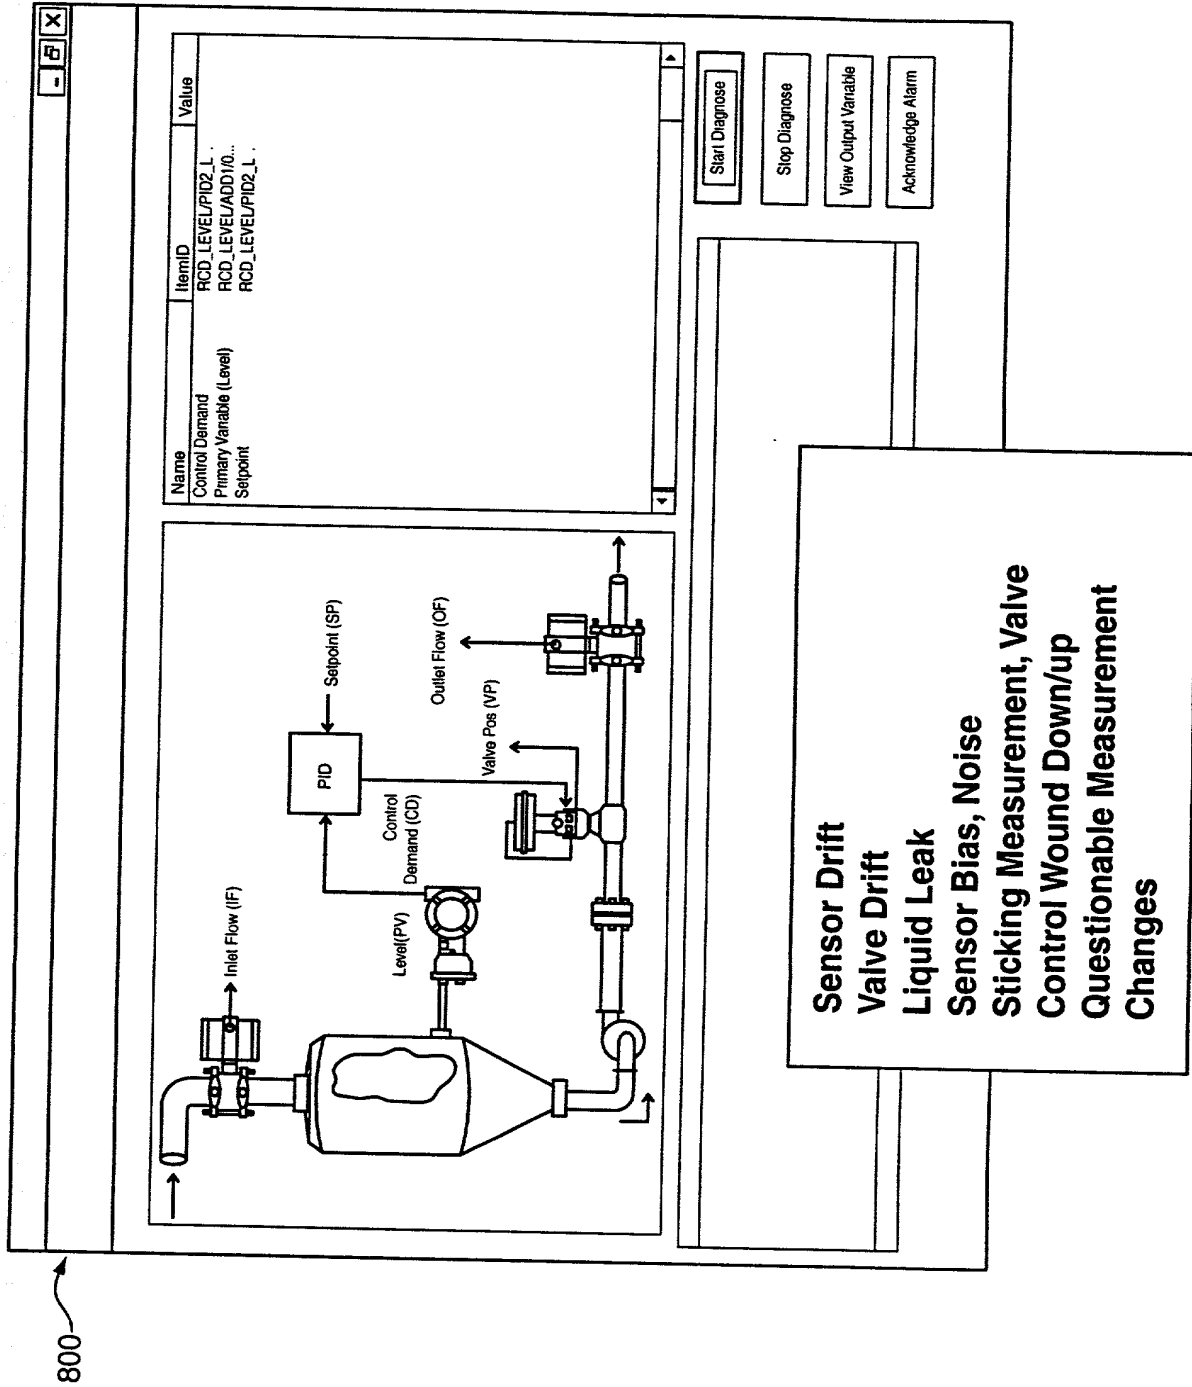 800
Name ItemID Value
Control Demand RCD_LEVEL/PID2_L .
Primary Variable (Level) RCD_LEVEL/ADD1/0...
Setpoint RCD_LEVEL/PID2_L .
Inlet Flow (IF)
Level(PV)
Control
Demand (CD)
PID
Setpoint (SP)
Valve Pos (VP)
Outlet Flow (OF)
Start Diagnose
Stop Diagnose
View Output Variable
Acknowledge Alarm
Sensor Drift
Valve Drift
Liquid Leak
Sensor Bias, Noise
Sticking Measurement, Valve
Control Wound Down/up
Questionable Measurement
Changes